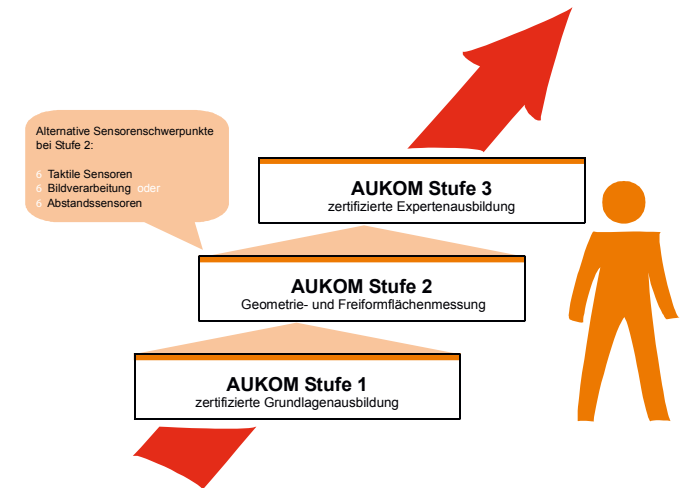 Alternative Sensorenschwerpunkte
bei Stufe 2:
6 Taktile Sensoren
6 Bildverarbeitung oder
6 Abstandssensoren
AUKOM Stufe 3
zertifizierte Expertenausbildung
AUKOM Stufe 2
Geometrie- und Freiformflächenmessung
AUKOM Stufe 1
zertifizierte Grundlagenausbildung